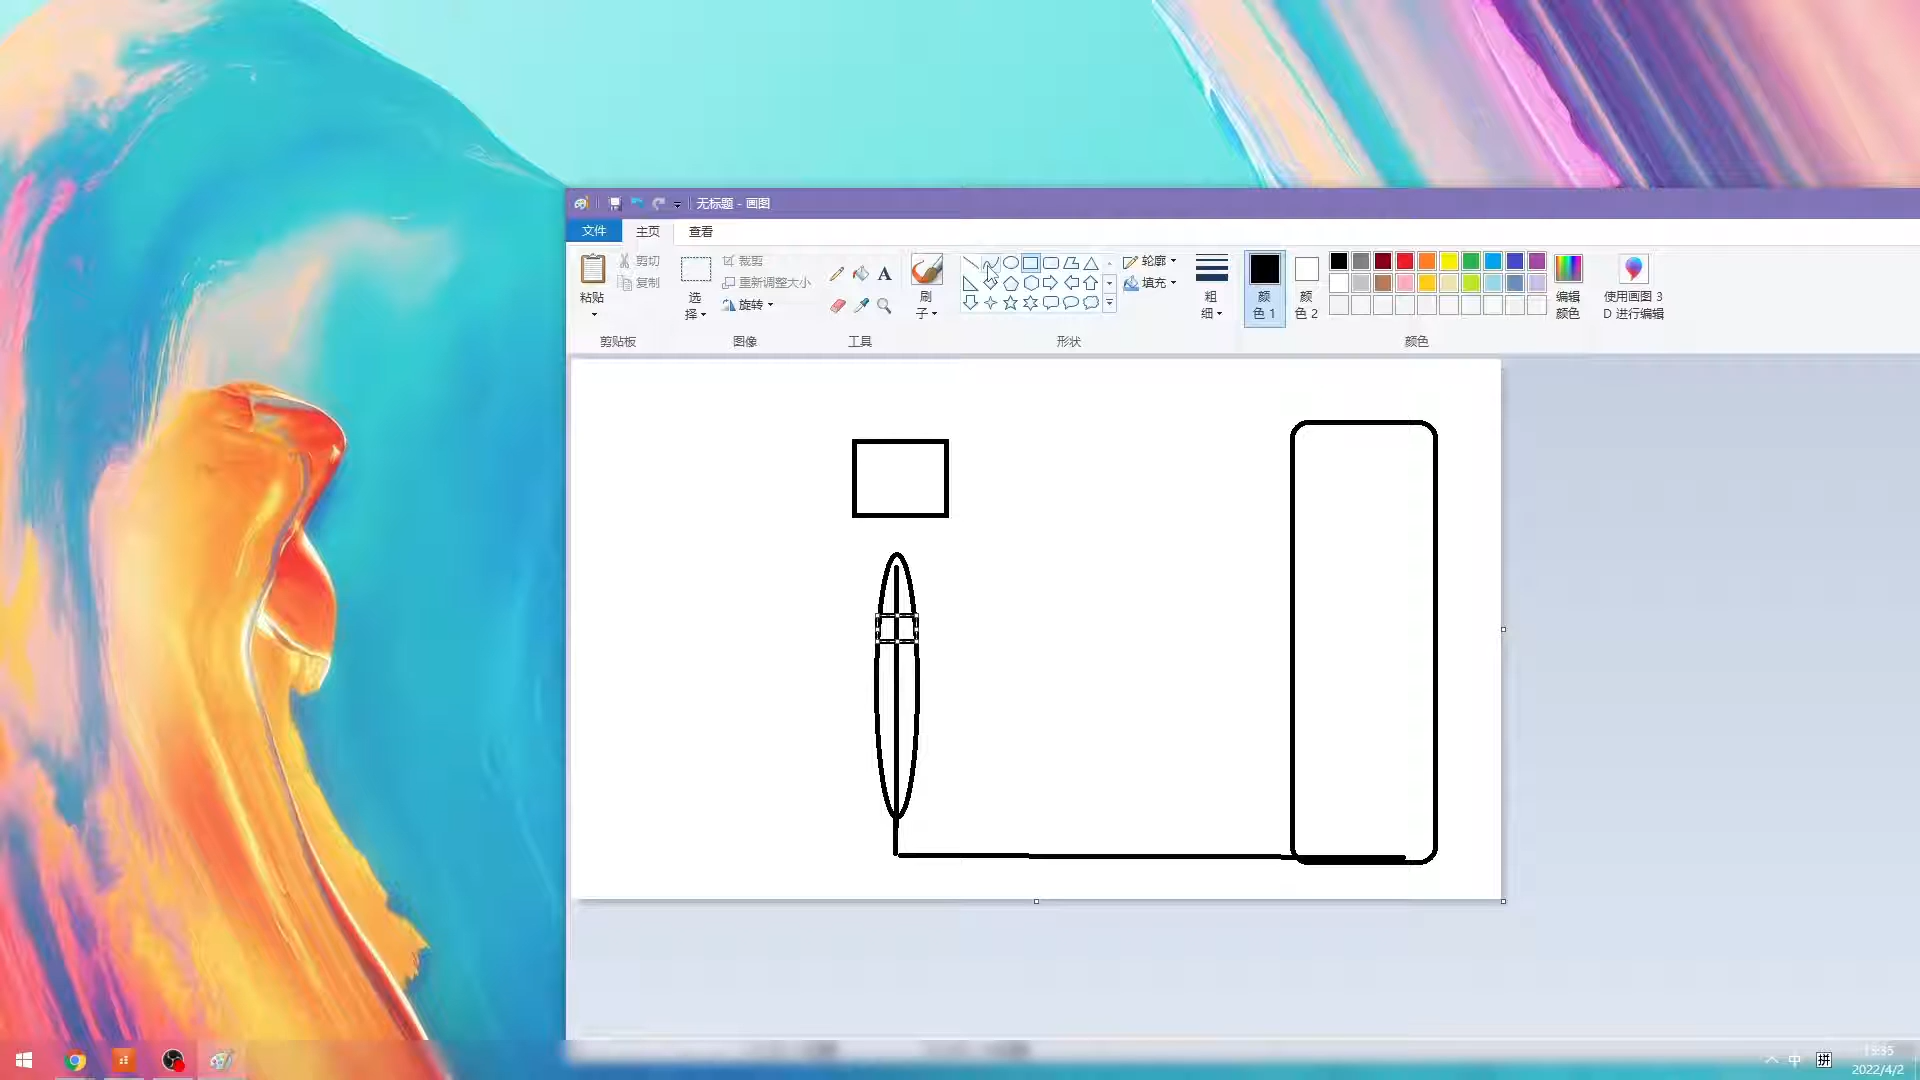 无标题 - 画图
文件 主页 查看
粘贴
剪切
复制
剪贴板
选择
裁剪
重新调整大小
旋转
图像
A
工具
刷子
轮廓
填充
形状
粗细
颜色 1
颜色 2
编辑颜色
颜色
使用画图 3
D 进行编辑
中 拼
2022/4/2